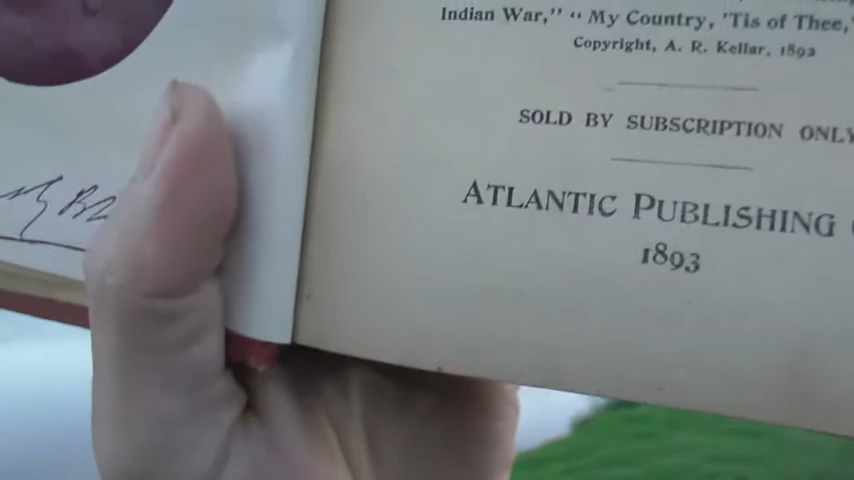 Indian War," "My Country, 'Tis of Thee,"
Copyright, A. R. Kellar, 1892
SOLD BY SUBSCRIPTION ONLY
ATLANTIC PUBLISHING
1893